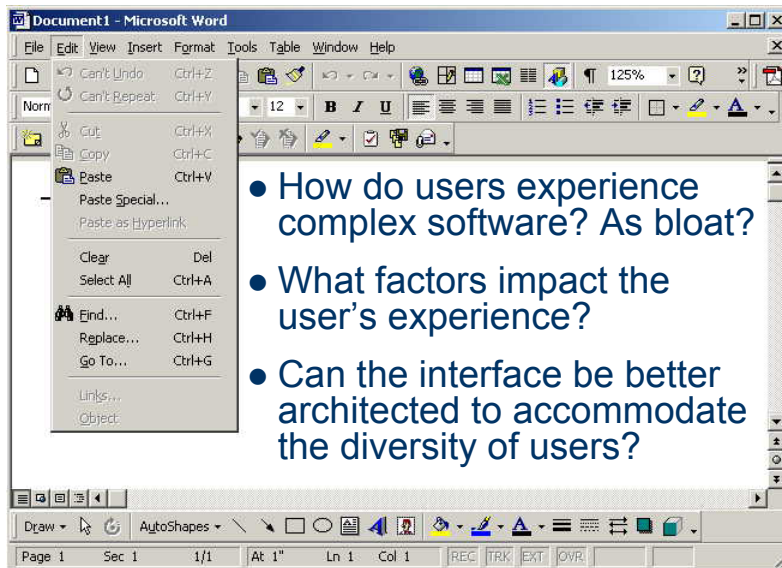 Document1 - Microsoft Word
File Edit View Insert Format Tools Table Window Help
125%
Norm 12 B I U A
Can't Undo Ctrl+Z
Can't Repeat Ctrl+Y
Cut Ctrl+X
Copy Ctrl+C
Paste Ctrl+V
Paste Special...
Paste as Hyperlink
Clear Del
Select All Ctrl+A
Find... Ctrl+F
Replace... Ctrl+H
Go To... Ctrl+G
Links...
Object
● How do users experience
complex software? As bloat?
● What factors impact the
user's experience?
● Can the interface be better
architected to accommodate
the diversity of users?
Draw AutoShapes A A
Page 1 Sec 1 1/1 At 1" Ln 1 Col 1 REC TRK EXT OVR